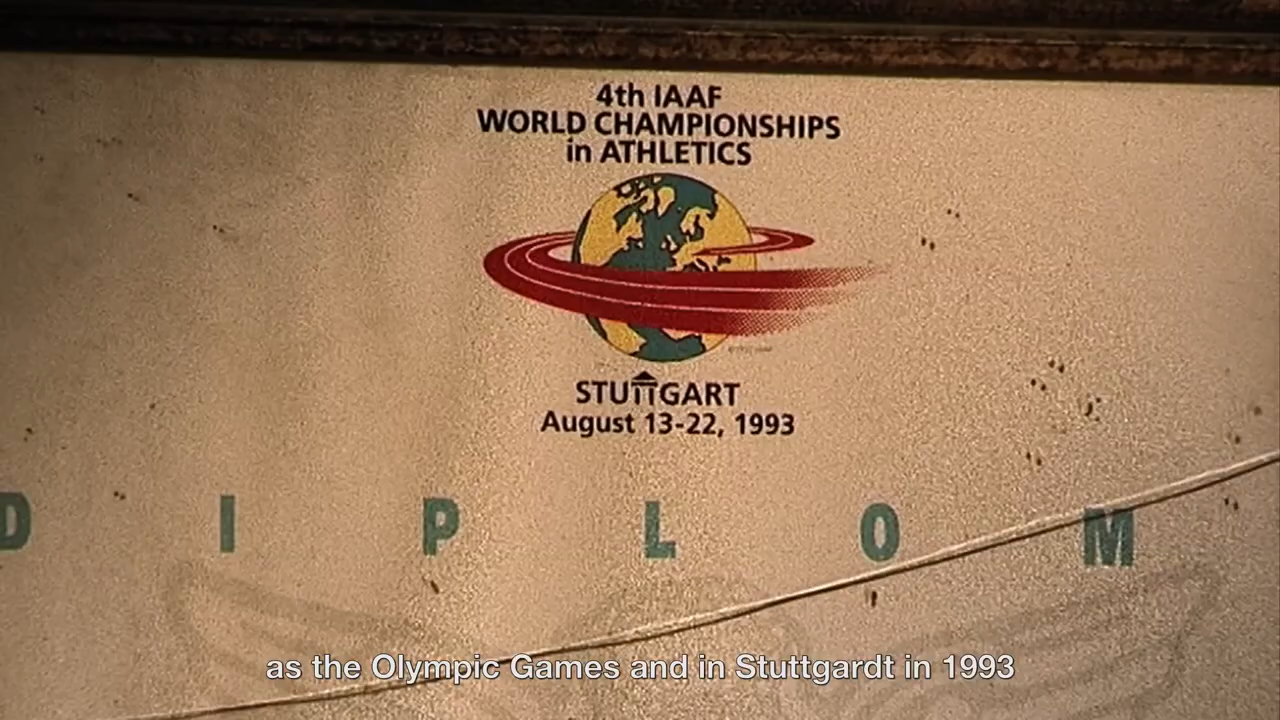 4th IAAF
WORLD CHAMPIONSHIPS
in ATHLETICS
STUTTGART
August 13-22, 1993
D I P L O M
as the Olympic Games and in Stuttgardt in 1993